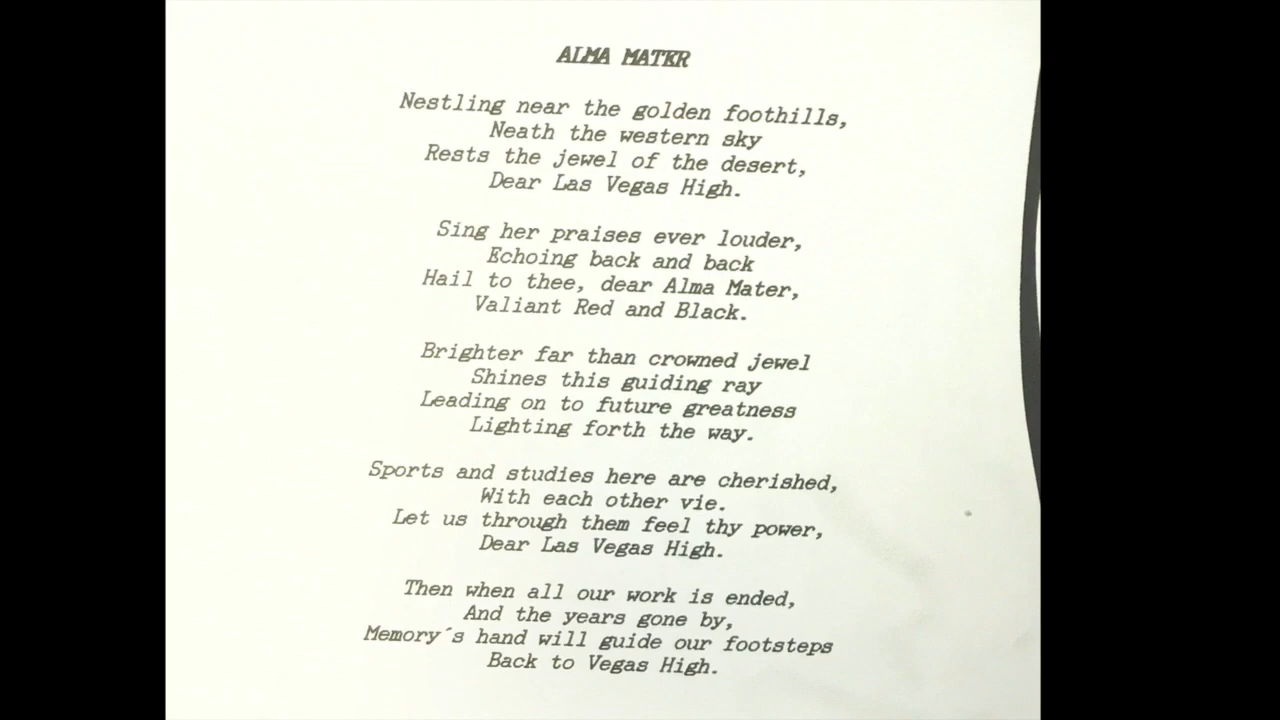 ALMA MATER
Nestling near the golden foothills,
Neath the western sky
Rests the jewel of the desert,
Dear Las Vegas High.
Sing her praises ever louder,
Echoing back and back
Hail to thee, dear Alma Mater,
Valiant Red and Black.
Brighter far than crowned jewel
Shines this guiding ray
Leading on to future greatness
Lighting forth the way.
Sports and studies here are cherished,
With each other vie.
Let us through them feel thy power,
Dear Las Vegas High.
Then when all our work is ended,
And the years gone by,
Memory´s hand will guide our footsteps
Back to Vegas High.